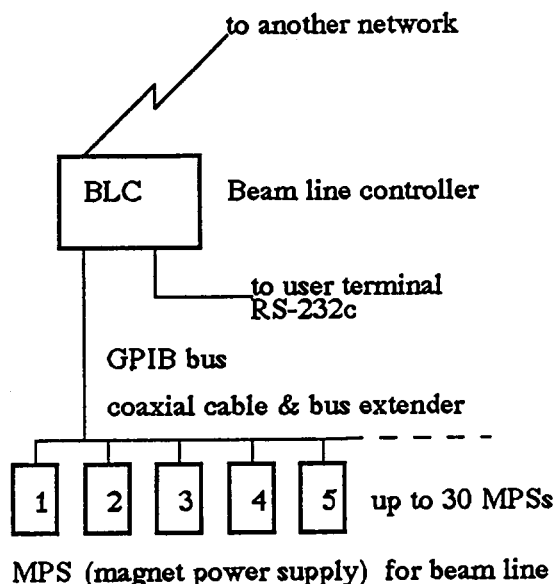 to another network
BLC
Beam line controller
to user terminal
RS-232c
GPIB bus
coaxial cable & bus extender
1 2 3 4 5 up to 30 MPSs
MPS (magnet power supply) for beam line